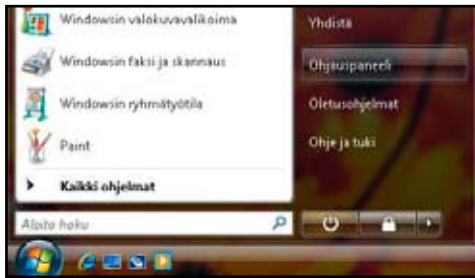 Windowsin valokuvavalikoima
Windowsin faksi ja skannaus
Windowsin ryhmätyötila
Paint
Kaikki ohjelmat
Aloita haku
Yhdistä
Ohjauspaneeli
Oletusohjelmat
Ohje ja tuki